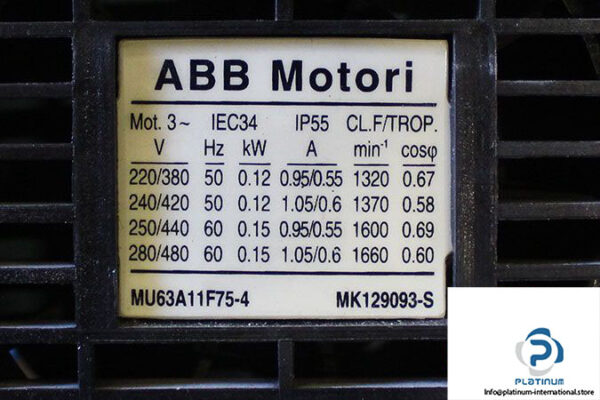 ABB Motori
Mot. 3~ IEC34 IP55 CL.F/TROP.
V Hz kW A min⁻¹ cosφ
220/380 50 0.12 0.95/0.55 1320 0.67
240/420 50 0.12 1.05/0.6 1370 0.58
250/440 60 0.15 0.95/0.55 1600 0.69
280/480 60 0.15 1.05/0.6 1660 0.60
MU63A11F75-4 MK129093-S
PLATINUM
Info@platinum-international.store